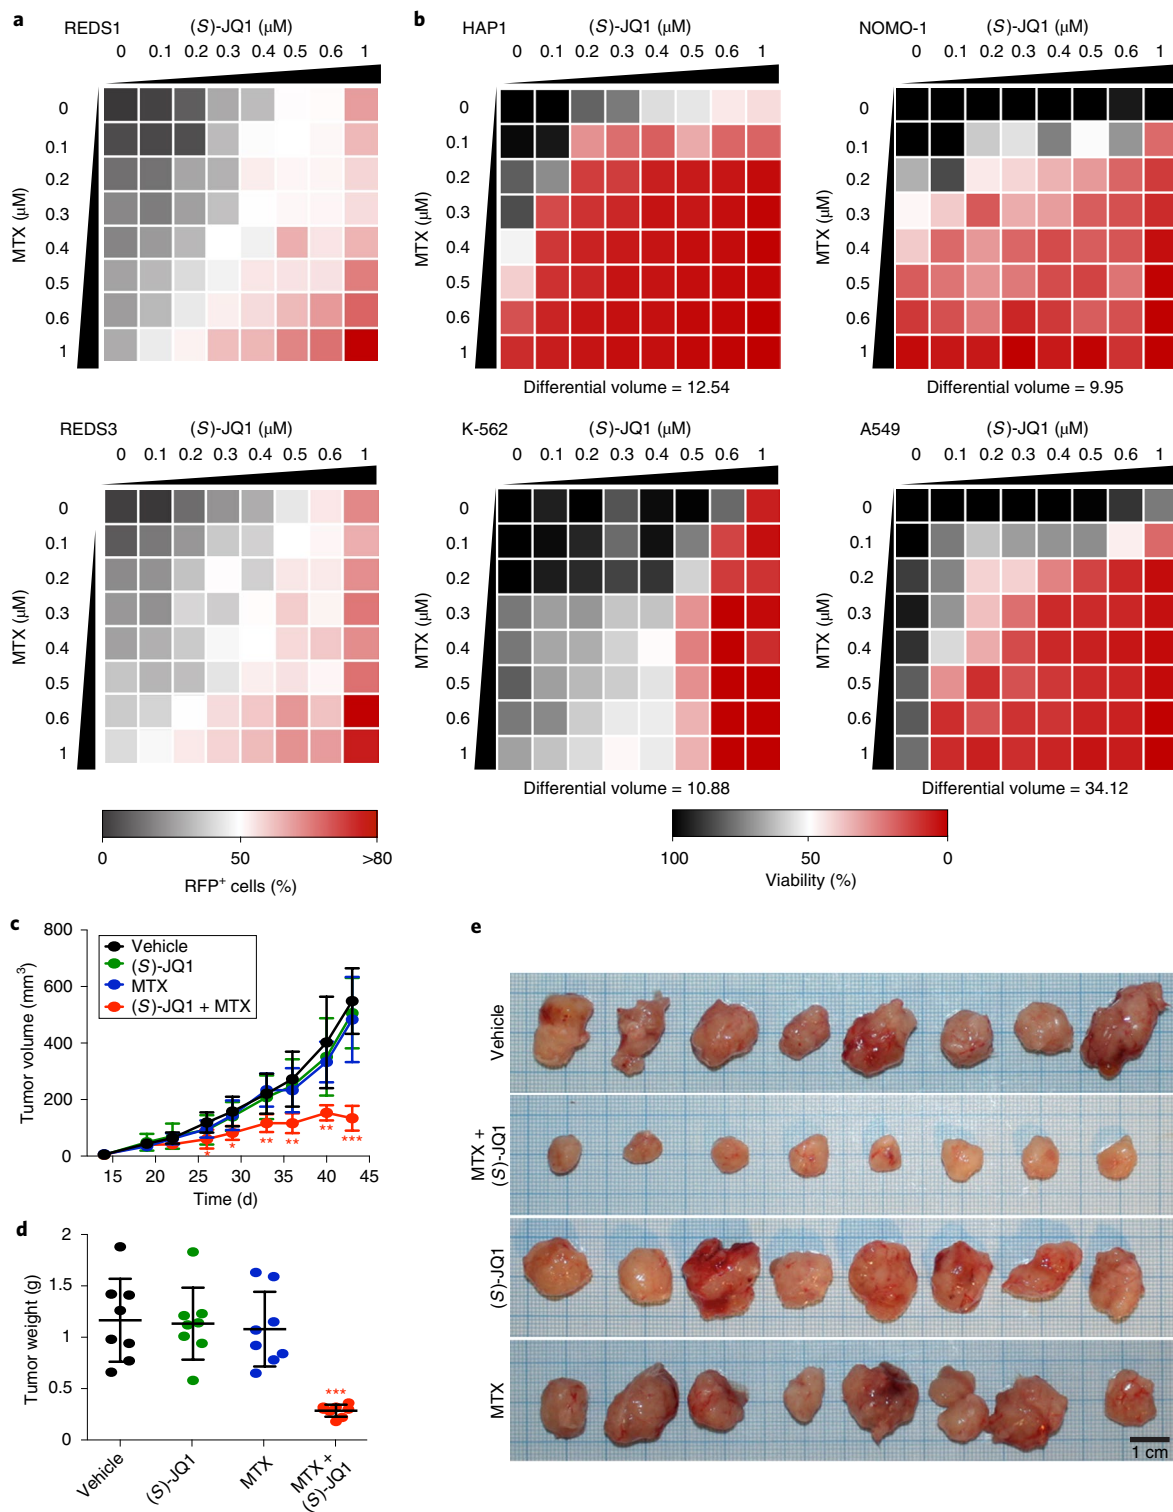 a
REDS1
(S)-JQ1 (μM)
0 0.1 0.2 0.3 0.4 0.5 0.6 1
MTX (μM)
0
0.1
0.2
0.3
0.4
0.5
0.6
1
REDS3
(S)-JQ1 (μM)
0 0.1 0.2 0.3 0.4 0.5 0.6 1
MTX (μM)
0
0.1
0.2
0.3
0.4
0.5
0.6
1
0 50 >80
RFP+ cells (%)
b
HAP1
(S)-JQ1 (μM)
0 0.1 0.2 0.3 0.4 0.5 0.6 1
MTX (μM)
0
0.1
0.2
0.3
0.4
0.5
0.6
1
Differential volume = 12.54
NOMO-1
(S)-JQ1 (μM)
0 0.1 0.2 0.3 0.4 0.5 0.6 1
MTX (μM)
0
0.1
0.2
0.3
0.4
0.5
0.6
1
Differential volume = 9.95
K-562
(S)-JQ1 (μM)
0 0.1 0.2 0.3 0.4 0.5 0.6 1
MTX (μM)
0
0.1
0.2
0.3
0.4
0.5
0.6
1
Differential volume = 10.88
A549
(S)-JQ1 (μM)
0 0.1 0.2 0.3 0.4 0.5 0.6 1
MTX (μM)
0
0.1
0.2
0.3
0.4
0.5
0.6
1
Differential volume = 34.12
100 50 0
Viability (%)
c
Tumor volume (mm3)
800
600
400
200
0
Vehicle
(S)-JQ1
MTX
(S)-JQ1 + MTX
* * ** ** ** ***
15 20 25 30 35 40 45
Time (d)
d
Tumor weight (g)
2
1.5
1
0.5
0
***
Vehicle
(S)-JQ1
MTX
MTX +
(S)-JQ1
e
Vehicle
MTX +
(S)-JQ1
(S)-JQ1
MTX
1 cm